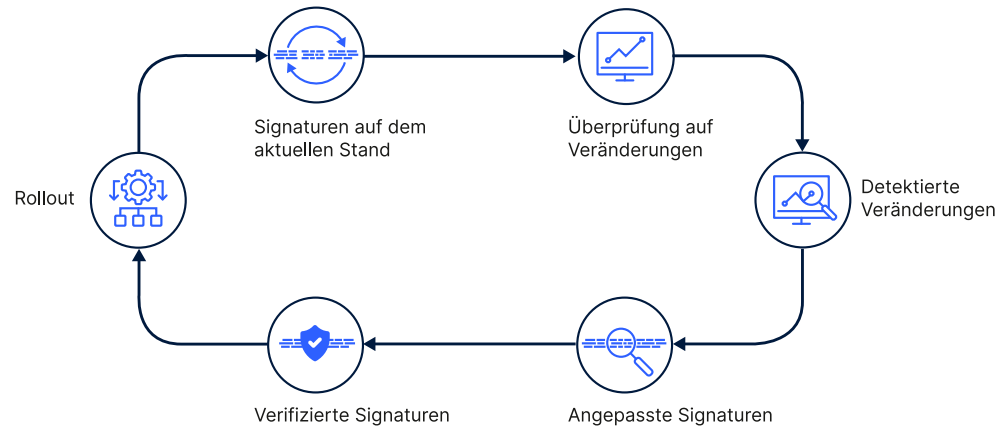 Signaturen auf dem
aktuellen Stand
Überprüfung auf
Veränderungen
Rollout
Detektierte
Veränderungen
Verifizierte Signaturen
Angepasste Signaturen